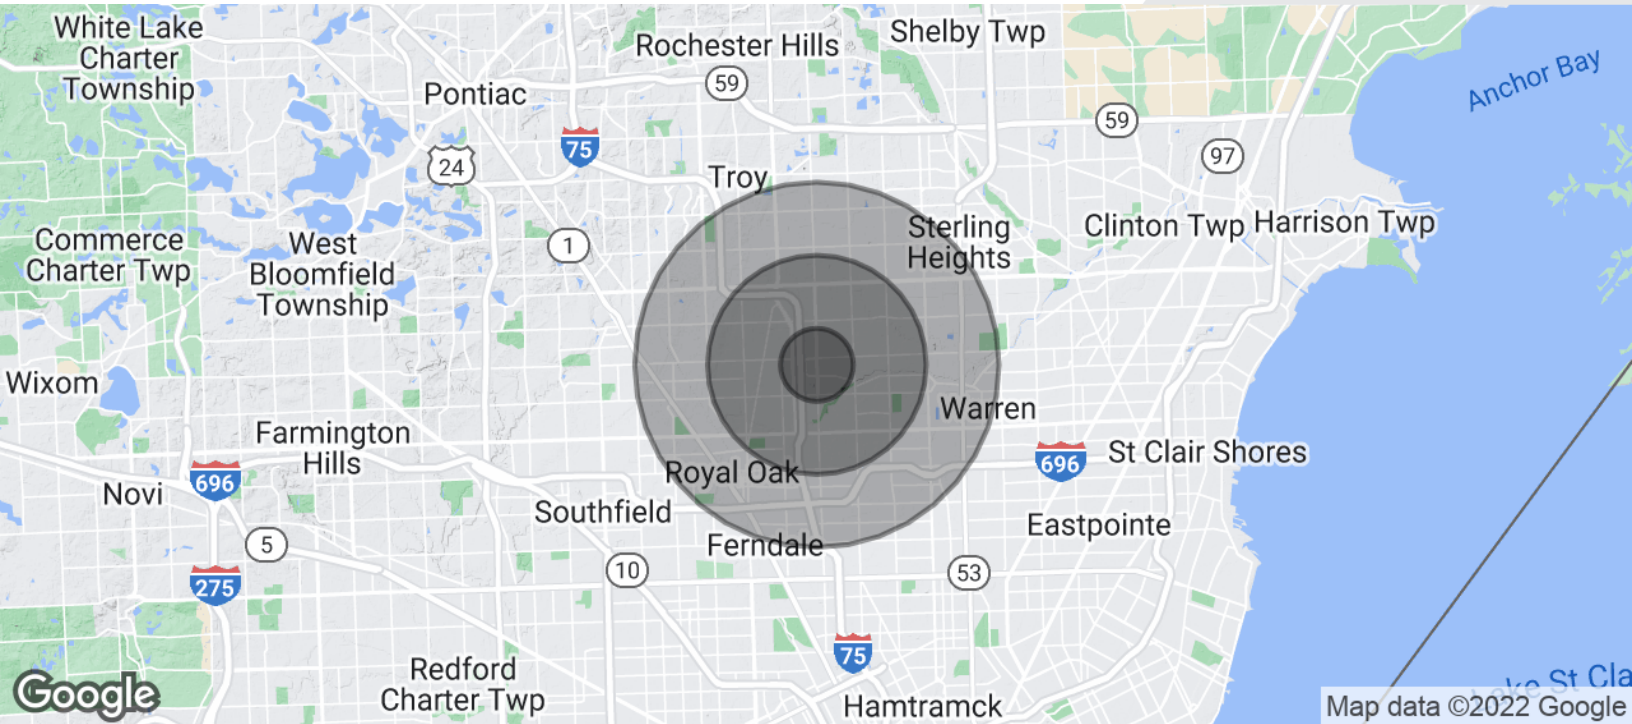 White Lake
Charter
Township
Rochester Hills
Shelby Twp
Anchor Bay
Pontiac
59
59
75
24
97
Troy
Commerce
Charter Twp
West
Bloomfield
Township
1
Sterling
Heights
Clinton Twp
Harrison Twp
Wixom
Warren
Farmington
Hills
696
Novi
Royal Oak
696
St Clair Shores
Southfield
Eastpointe
5
Ferndale
275
10
53
75
Redford
Charter Twp
Hamtramck
Lake St Cla
Google
Map data ©2022 Google